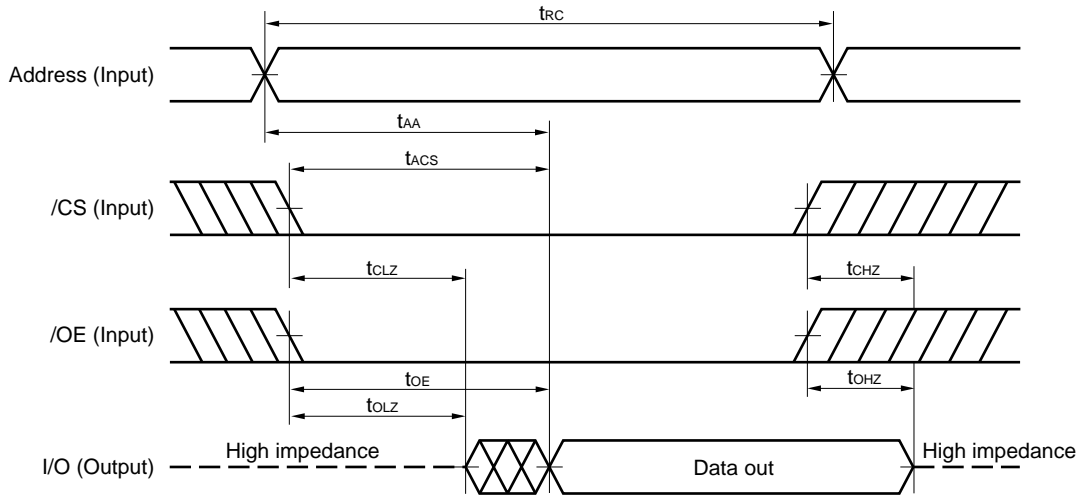 tRC
Address (Input)
tAA
tACS
/CS (Input)
tCLZ
tCHZ
/OE (Input)
tOE
tOHZ
tOLZ
High impedance
High impedance
I/O (Output)
Data out